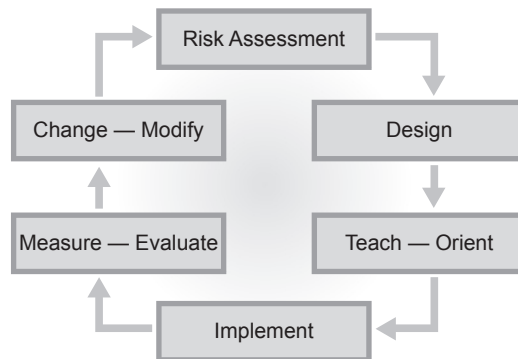 Risk Assessment
Design
Teach — Orient
Implement
Measure — Evaluate
Change — Modify